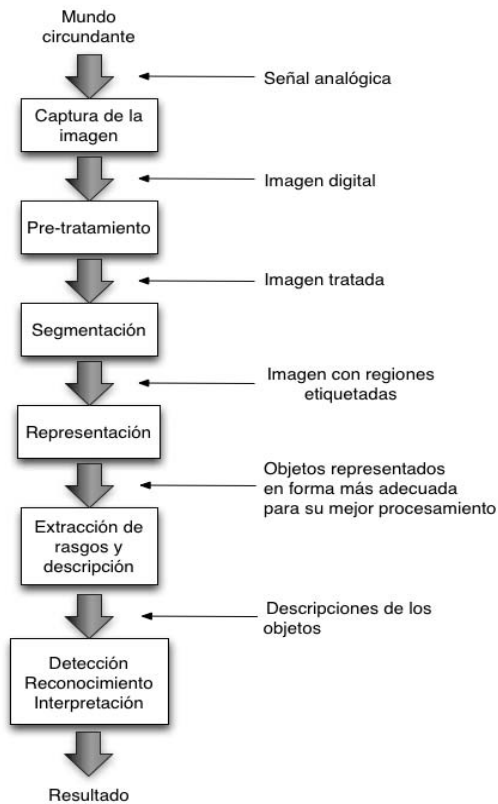 Mundo
circundante
Señal analógica
Captura de la
imagen
Imagen digital
Pre-tratamiento
Imagen tratada
Segmentación
Imagen con regiones
etiquetadas
Representación
Objetos representados
en forma más adecuada
para su mejor procesamiento
Extracción de
rasgos y
descripción
Descripciones de los
objetos
Detección
Reconocimiento
Interpretación
Resultado